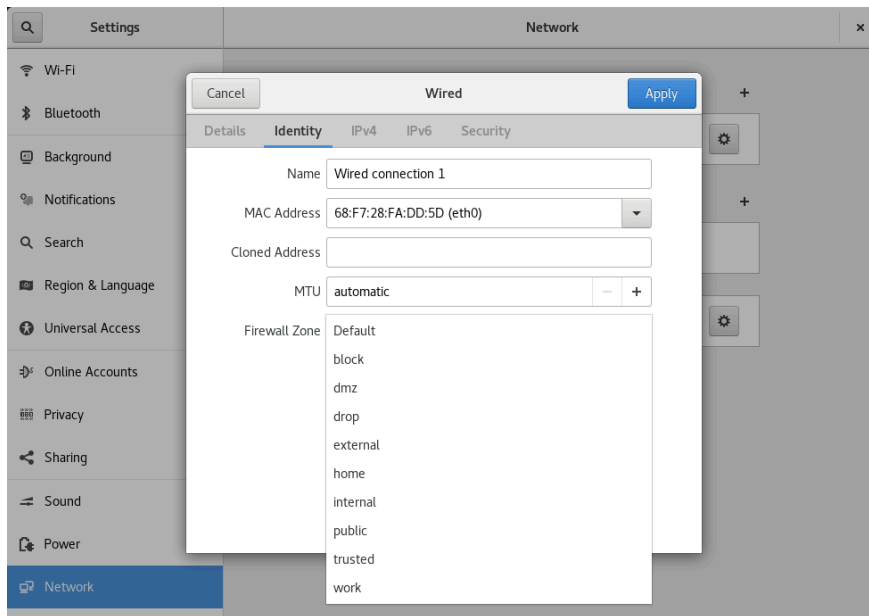 Settings
Network
Wi-Fi
Bluetooth
Background
Notifications
Search
Region & Language
Universal Access
Online Accounts
Privacy
Sharing
Sound
Power
Network
Cancel
Wired
Apply
Details Identity IPv4 IPv6 Security
Name Wired connection 1
MAC Address 68:F7:28:FA:DD:5D (eth0)
Cloned Address
MTU automatic
Firewall Zone Default
block
dmz
drop
external
home
internal
public
trusted
work